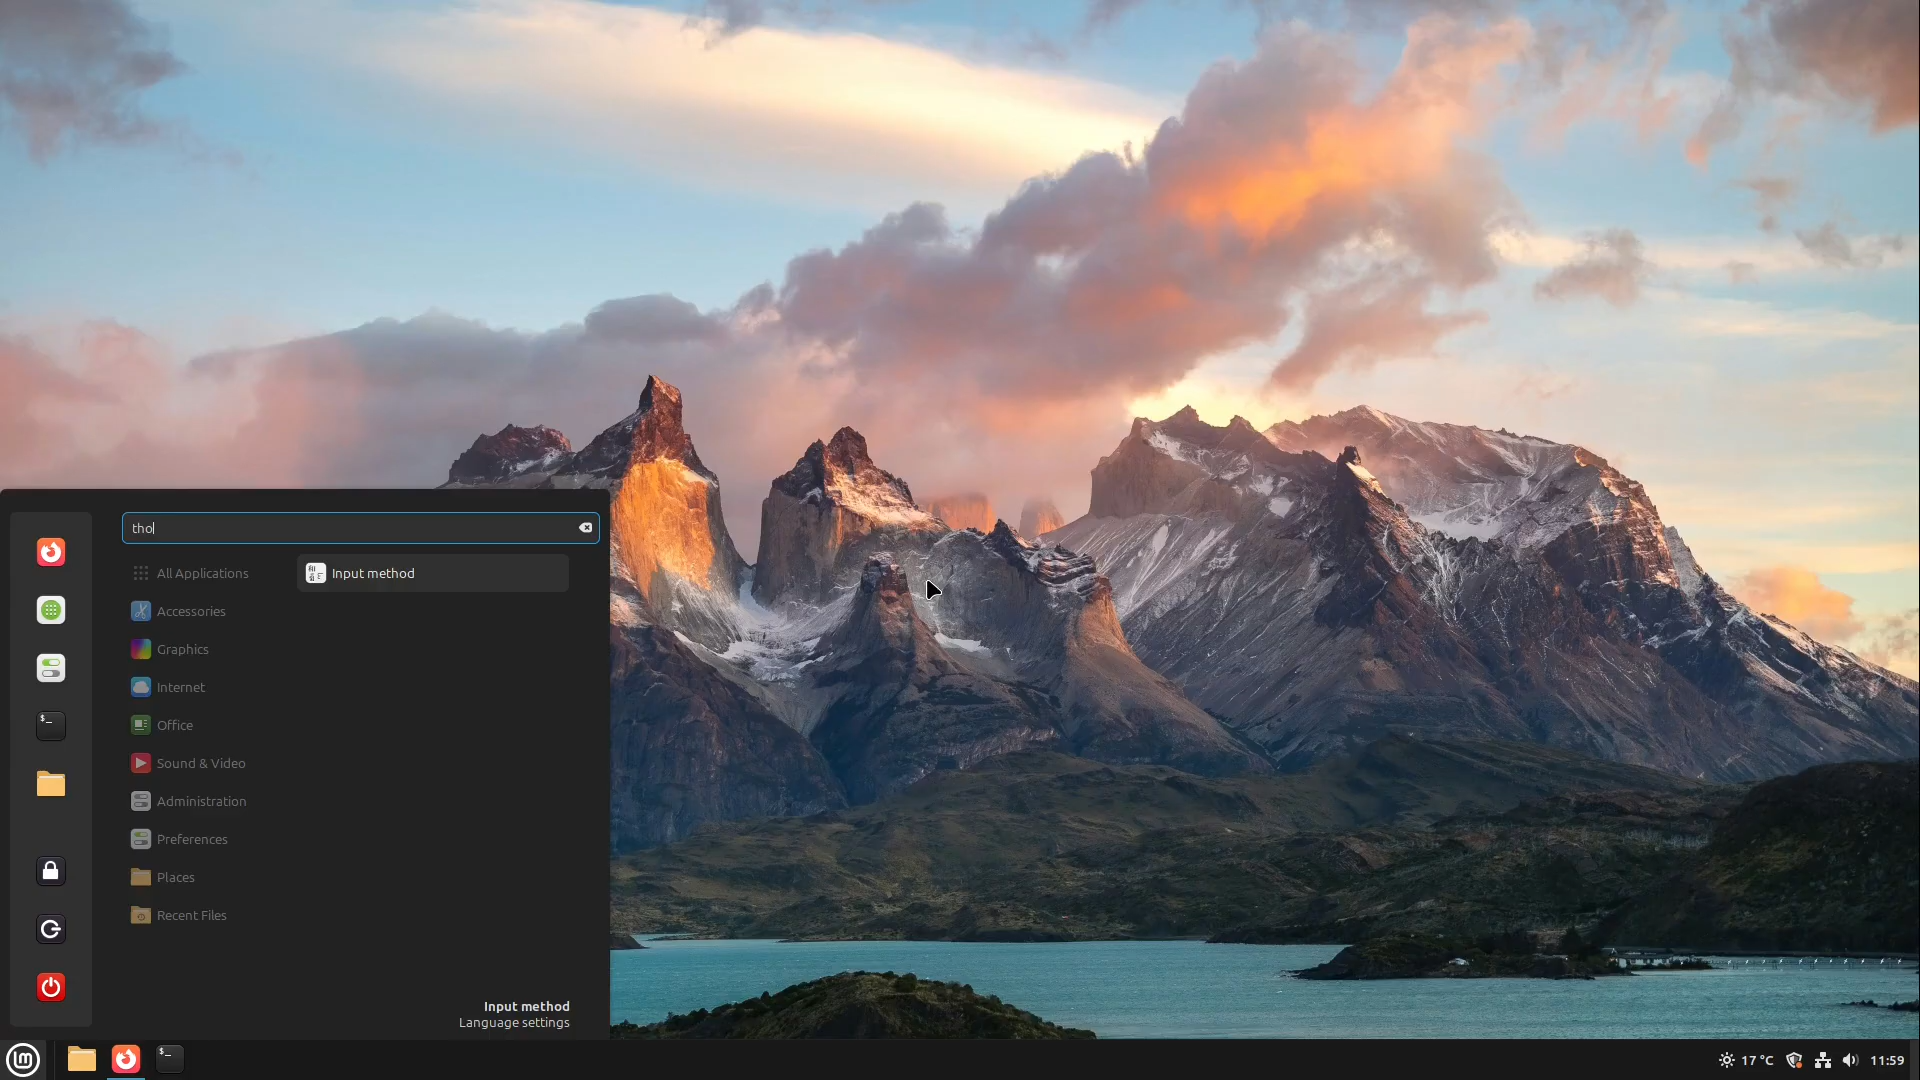 thol
All Applications
Input method
Accessories
Graphics
Internet
Office
Sound & Video
Administration
Preferences
Places
Recent Files
Input method
Language settings
17 °C
11:59